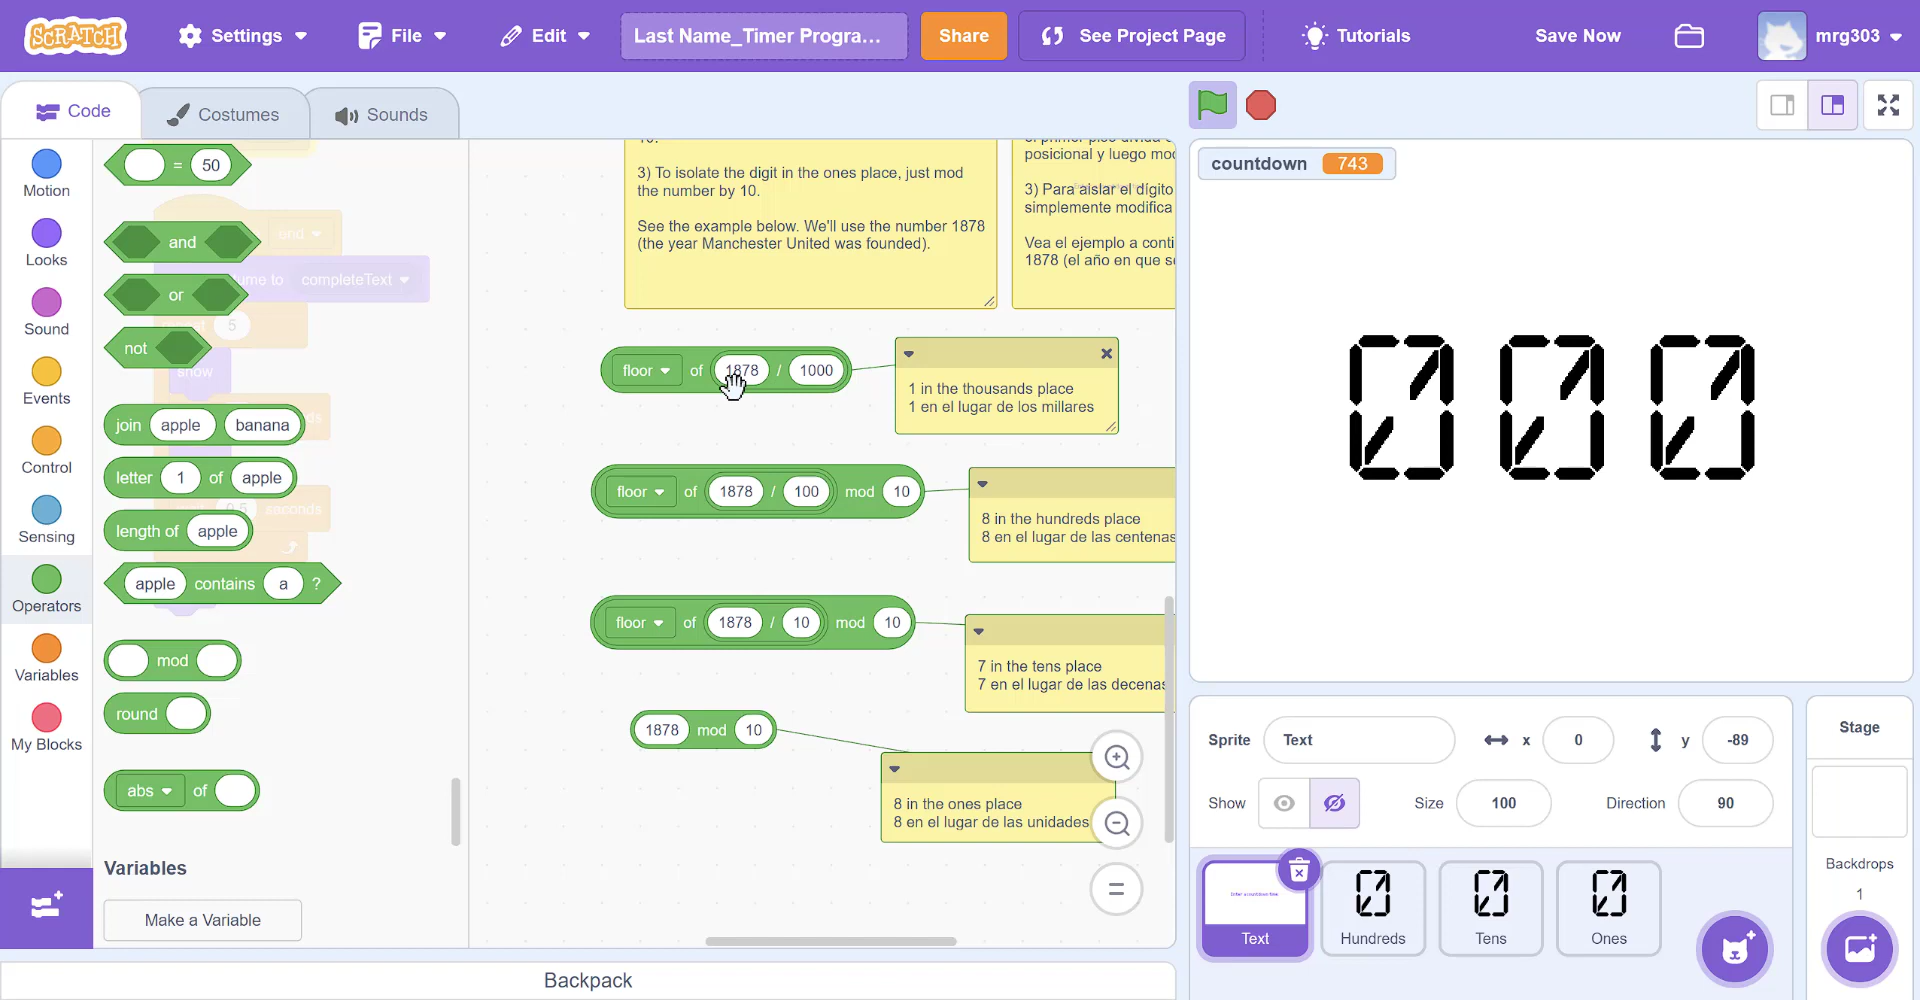 SCRATCH
Settings
File
Edit
Last Name_Timer Progra...
Share
See Project Page
Tutorials
Save Now
mrg303
Code
Costumes
Sounds
Motion
Looks
Sound
Events
Control
Sensing
Operators
Variables
My Blocks
= 50
and
or
not
join apple banana
letter 1 of apple
length of apple
apple contains a ?
mod
round
abs of
Variables
Make a Variable
completeText
5
show
seconds
10.
3) To isolate the digit in the ones place, just mod
the number by 10.
See the example below. We'll use the number 1878
(the year Manchester United was founded).
posicional y luego mo
3) Para aislar el dígito
simplemente modifica
Vea el ejemplo a conti
1878 (el año en que s
floor of 1878 / 1000
1 in the thousands place
1 en el lugar de los millares
floor of 1878 / 100 mod 10
8 in the hundreds place
8 en el lugar de las centenas
floor of 1878 / 10 mod 10
7 in the tens place
7 en el lugar de las decenas
1878 mod 10
8 in the ones place
8 en el lugar de las unidades
Backpack
countdown 743
000
Sprite Text x 0 y -89
Show Size 100 Direction 90
Text
Hundreds
Tens
Ones
Stage
Backdrops
1